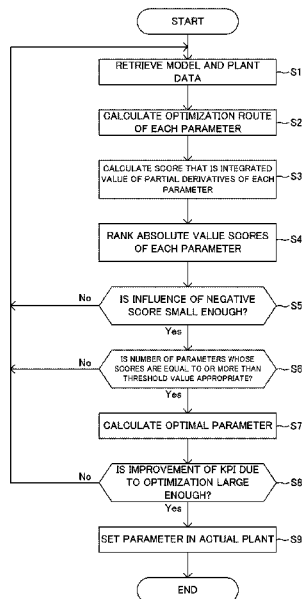 START
RETRIEVE MODEL AND PLANT
DATA
S1
CALCULATE OPTIMIZATION ROUTE
OF EACH PARAMETER
S2
CALCULATE SCORE THAT IS INTEGRATED
VALUE OF PARTIAL DERIVATIVES OF EACH
PARAMETER
S3
RANK ABSOLUTE VALUE SCORES
OF EACH PARAMETER
S4
No
IS INFLUENCE OF NEGATIVE
SCORE SMALL ENOUGH?
S5
Yes
No
IS NUMBER OF PARAMETERS WHOSE
SCORES ARE EQUAL TO OR MORE THAN
THRESHOLD VALUE APPROPRIATE?
S6
Yes
CALCULATE OPTIMAL PARAMETER
S7
No
IS IMPROVEMENT OF KPI DUE
TO OPTIMIZATION LARGE
ENOUGH?
S8
Yes
SET PARAMETER IN ACTUAL PLANT
S9
END